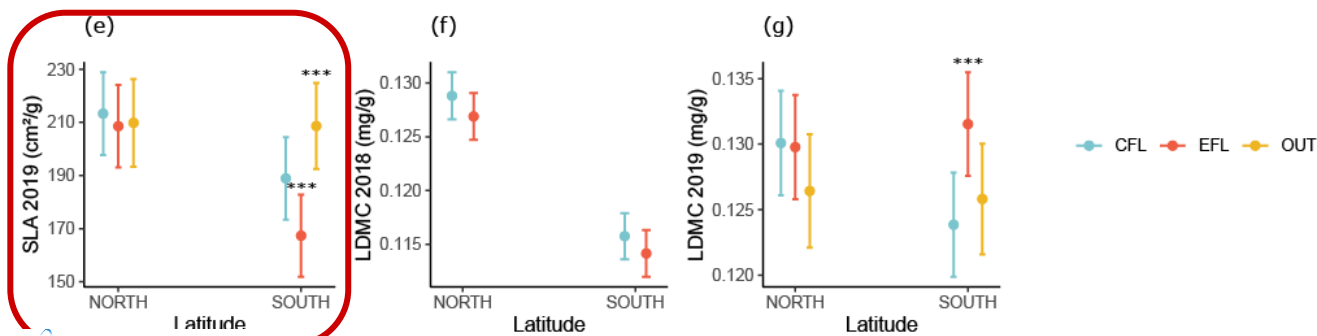 (e)
SLA 2019 (cm²/g)
230
210
190
170
150
***
***
NORTH
SOUTH
Latitude
(f)
LDMC 2018 (mg/g)
0.130
0.125
0.120
0.115
NORTH
SOUTH
Latitude
(g)
LDMC 2019 (mg/g)
0.135
0.130
0.125
0.120
***
NORTH
SOUTH
Latitude
CFL EFL OUT